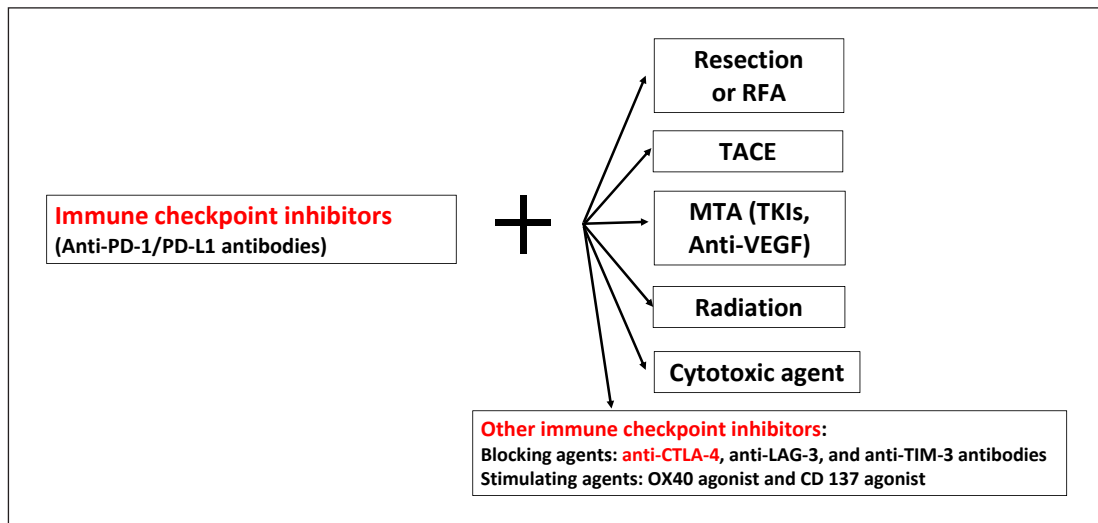 Resection
or RFA
TACE
Immune checkpoint inhibitors
(Anti-PD-1/PD-L1 antibodies)
+
MTA (TKIs,
Anti-VEGF)
Radiation
Cytotoxic agent
Other immune checkpoint inhibitors:
Blocking agents: anti-CTLA-4, anti-LAG-3, and anti-TIM-3 antibodies
Stimulating agents: OX40 agonist and CD 137 agonist